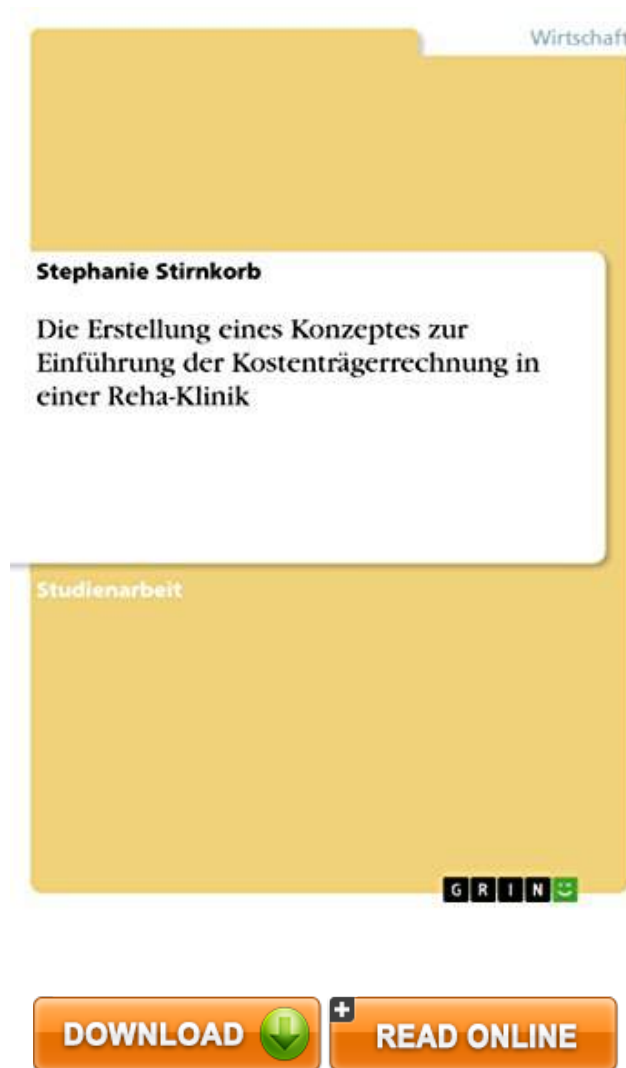 Wirtschaft
Stephanie Stirnkorb
Die Erstellung eines Konzeptes zur
Einführung der Kostenträgerrechnung in
einer Reha-Klinik
Studienarbeit
GRIN
DOWNLOAD
READ ONLINE